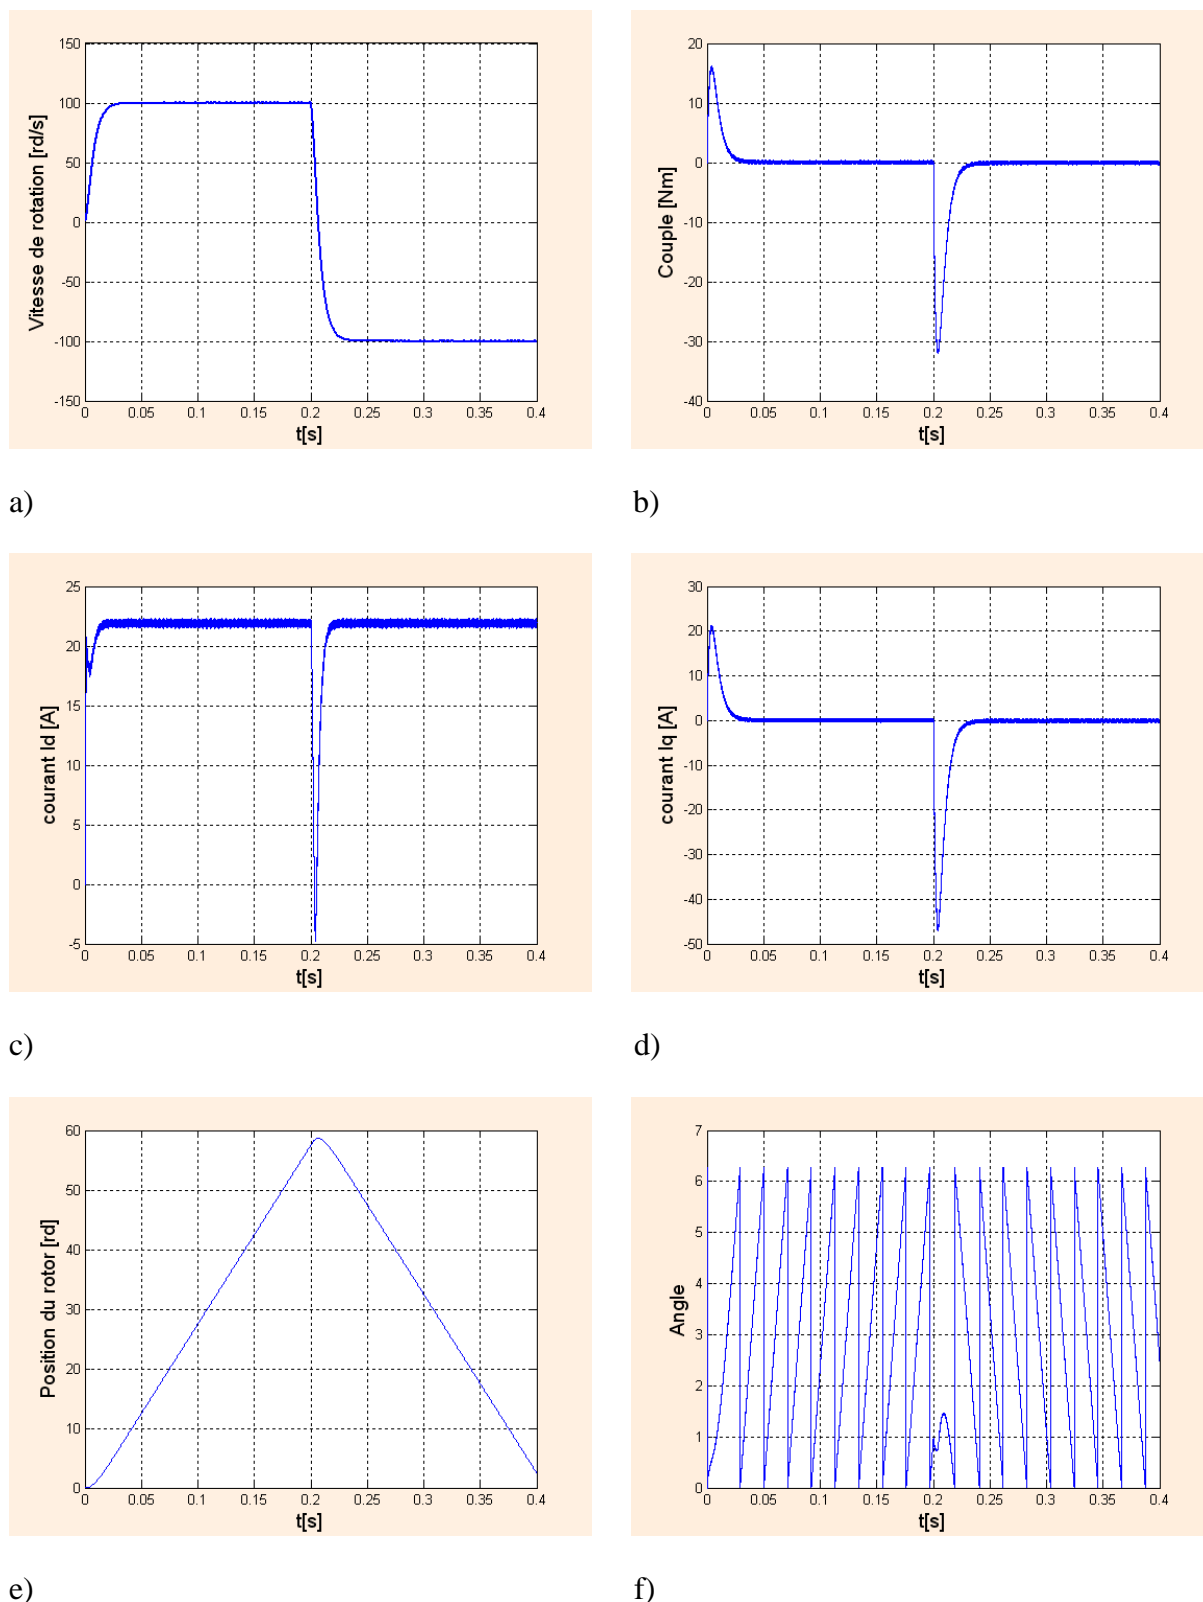 150
100
50
0
-50
-100
-150
0 0.05 0.1 0.15 0.2 0.25 0.3 0.35 0.4
t[s]
Vitesse de rotation [rd/s]
20
10
0
-10
-20
-30
-40
0 0.05 0.1 0.15 0.2 0.25 0.3 0.35 0.4
t[s]
Couple [Nm]
a)
b)
25
20
15
10
5
0
-5
0 0.05 0.1 0.15 0.2 0.25 0.3 0.35 0.4
t[s]
courant Id [A]
30
20
10
0
-10
-20
-30
-40
-50
0 0.05 0.1 0.15 0.2 0.25 0.3 0.35 0.4
t[s]
courant Iq [A]
c)
d)
60
50
40
30
20
10
0
0 0.05 0.1 0.15 0.2 0.25 0.3 0.35 0.4
t[s]
Position du rotor [rd]
7
6
5
4
3
2
1
0
0 0.05 0.1 0.15 0.2 0.25 0.3 0.35 0.4
t[s]
Angle
e)
f)